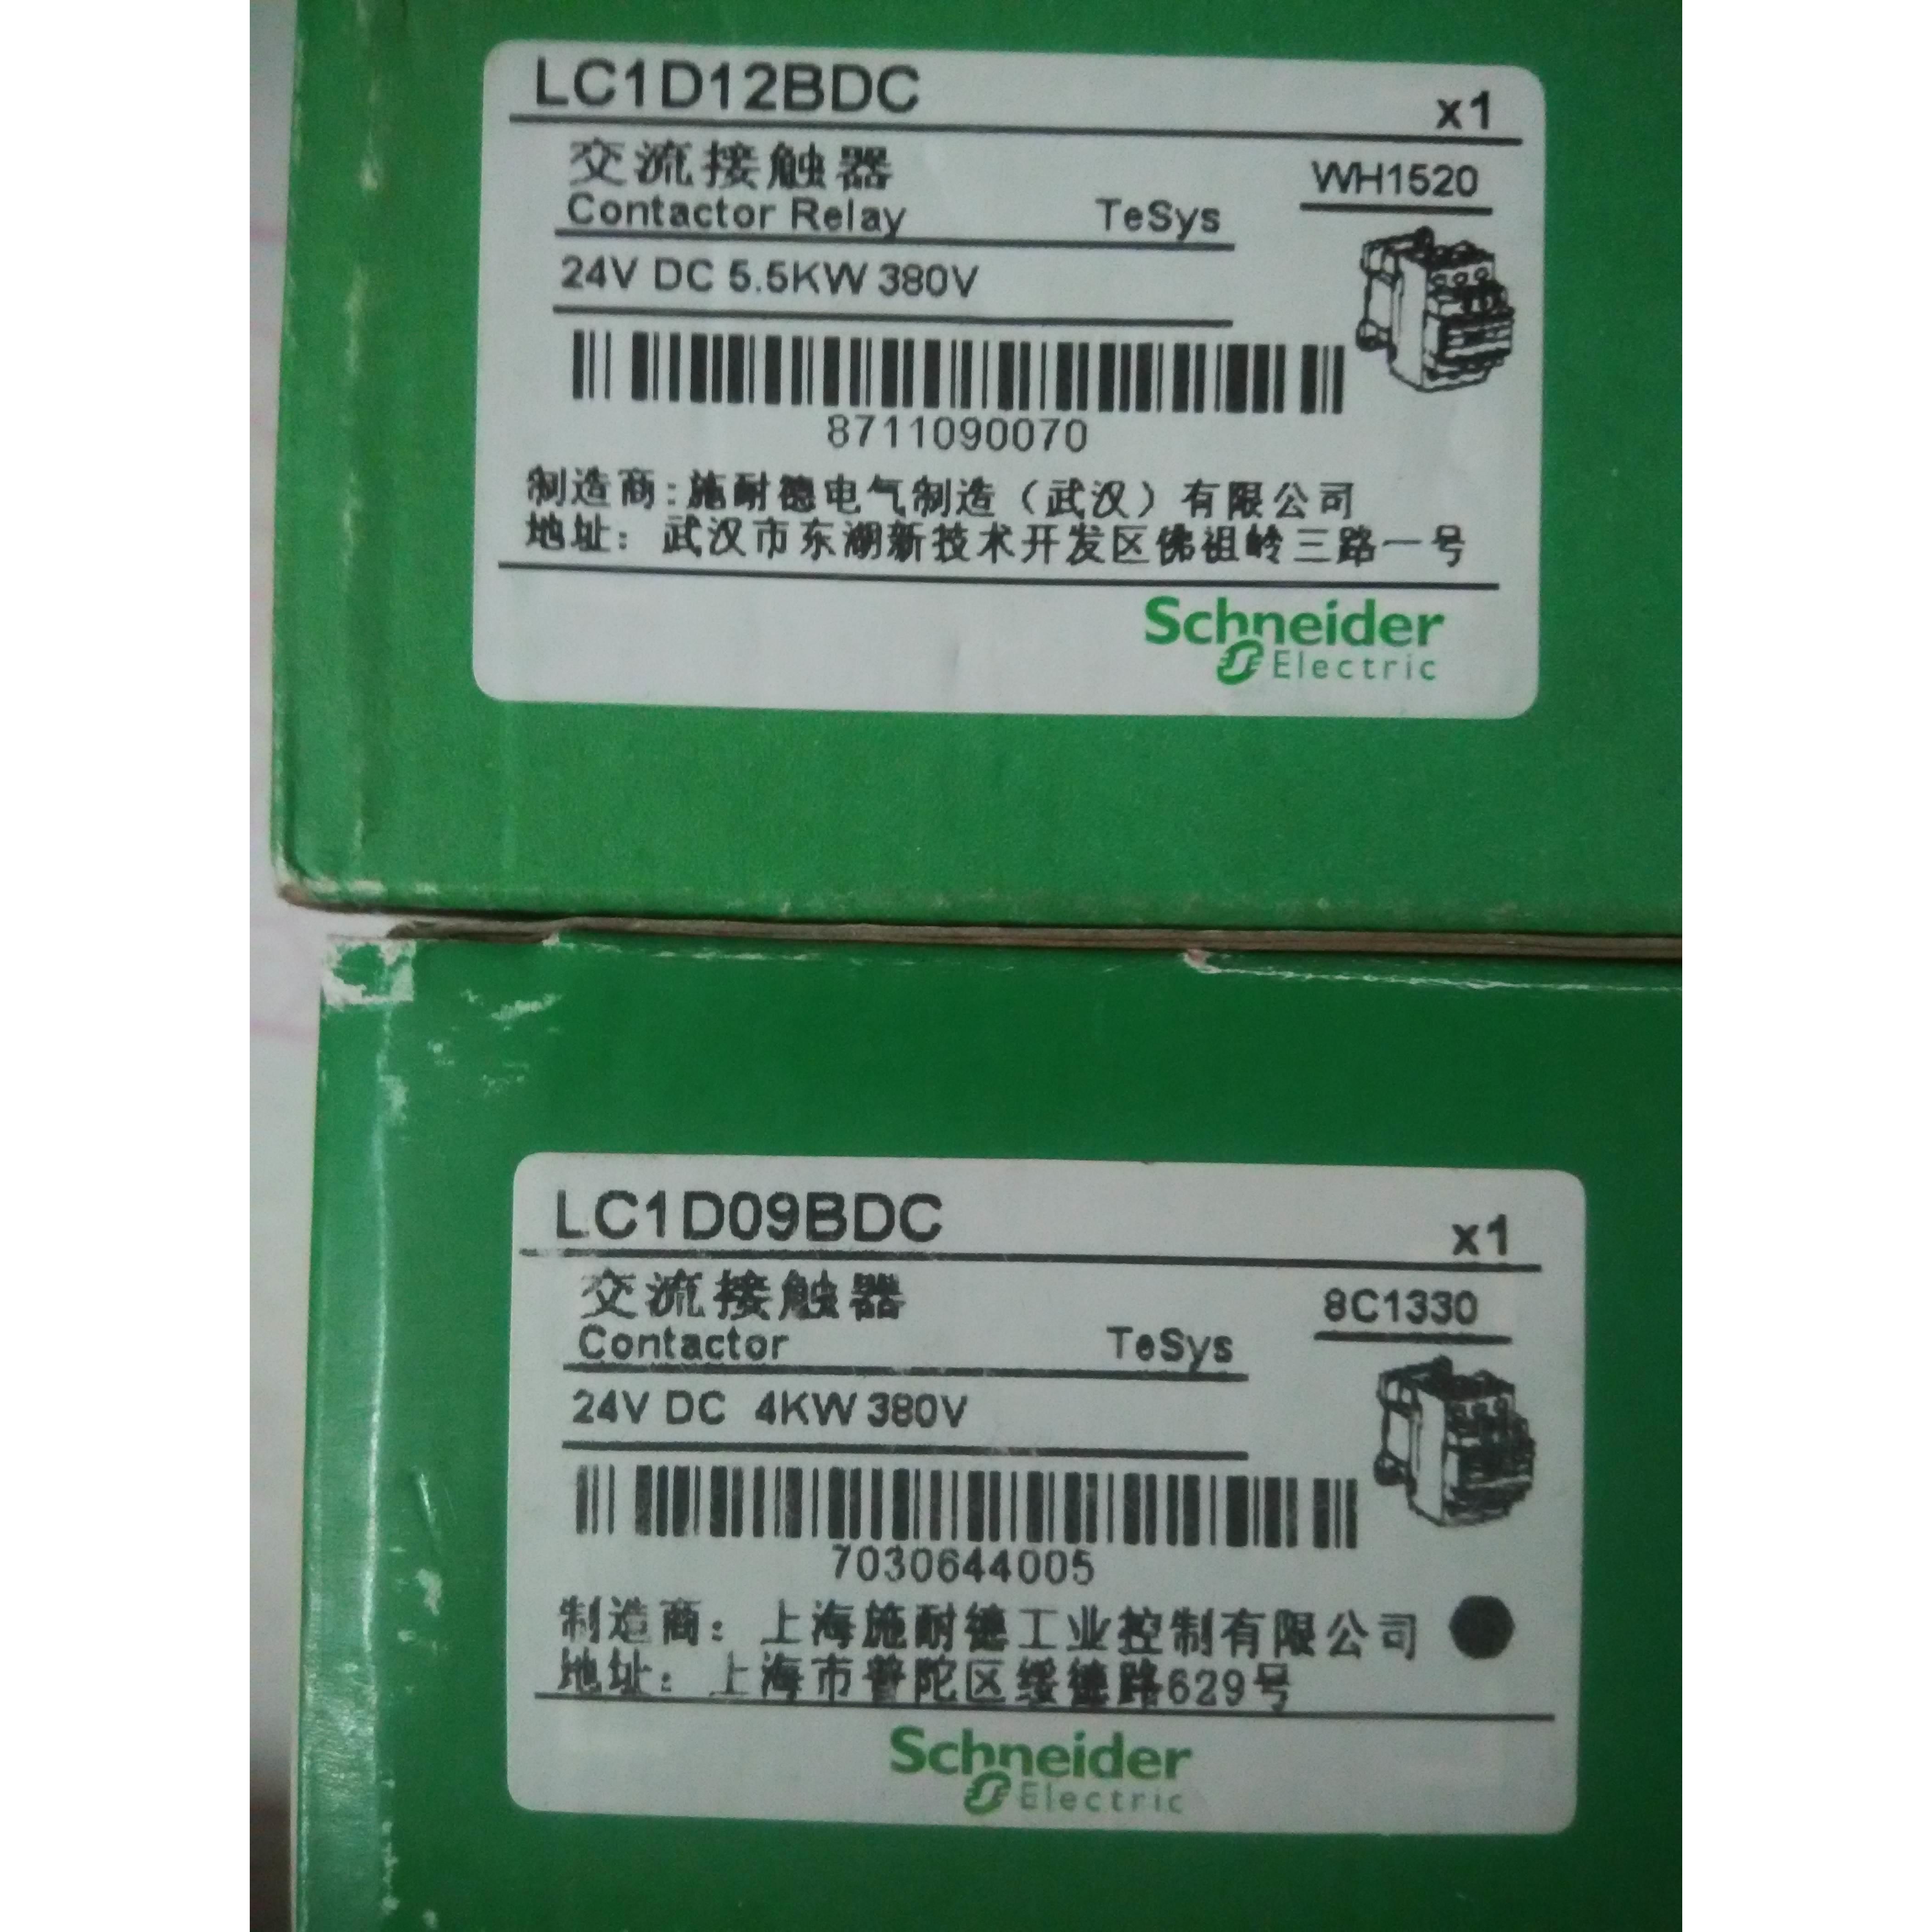 LC1D12BDC
x1
交流接触器
WH1520
Contactor Relay TeSys
24V DC 5.5KW 380V
8711090070
制造商:施耐德电气制造（武汉）有限公司
地址：武汉市东湖新技术开发区佛祖岭三路一号
Schneider
Electric
LC1D09BDC
x1
交流接触器
8C1330
Contactor TeSys
24V DC 4KW 380V
7030644005
制造商：上海施耐德工业控制有限公司
地址：上海市普陀区绥德路629号
Schneider
Electric